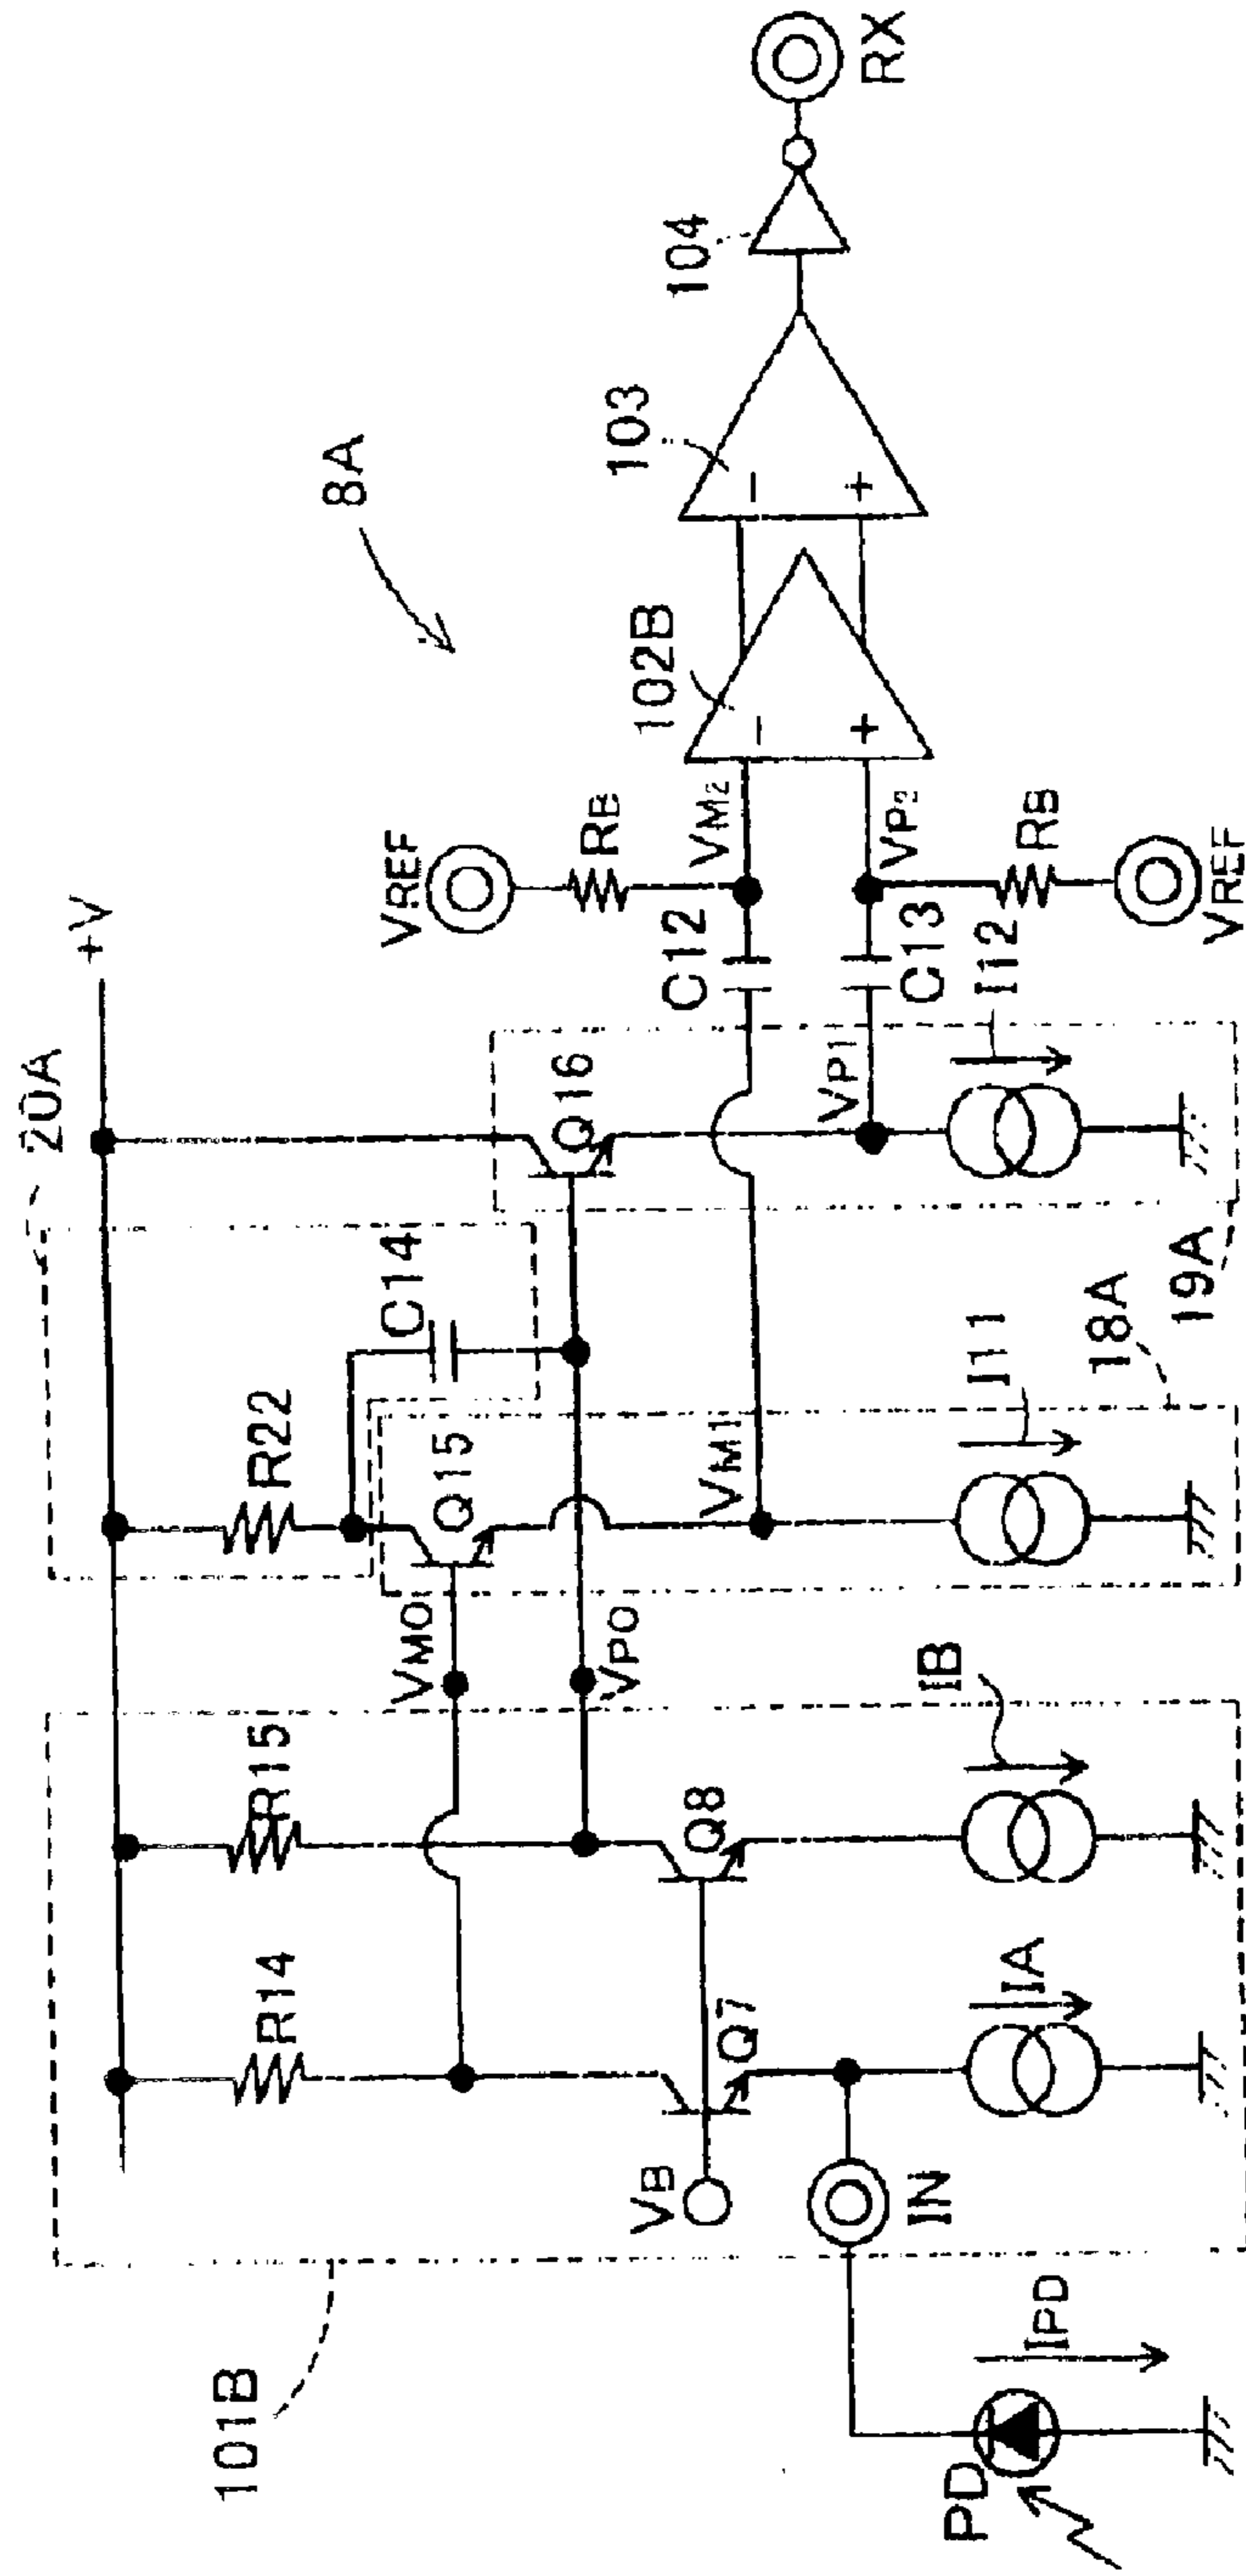 101B
PD
IPD
IN
VB
R14
Q7
IA
R15
Q8
IB
VM0
VP0
20A
R22
C14
Q15
VM1
I11
18A
+V
Q16
VP1
I12
19A
C12
C13
VREF
RB
VM2
VP2
RB
VREF
8A
102B
-
+
103
-
+
104
RX